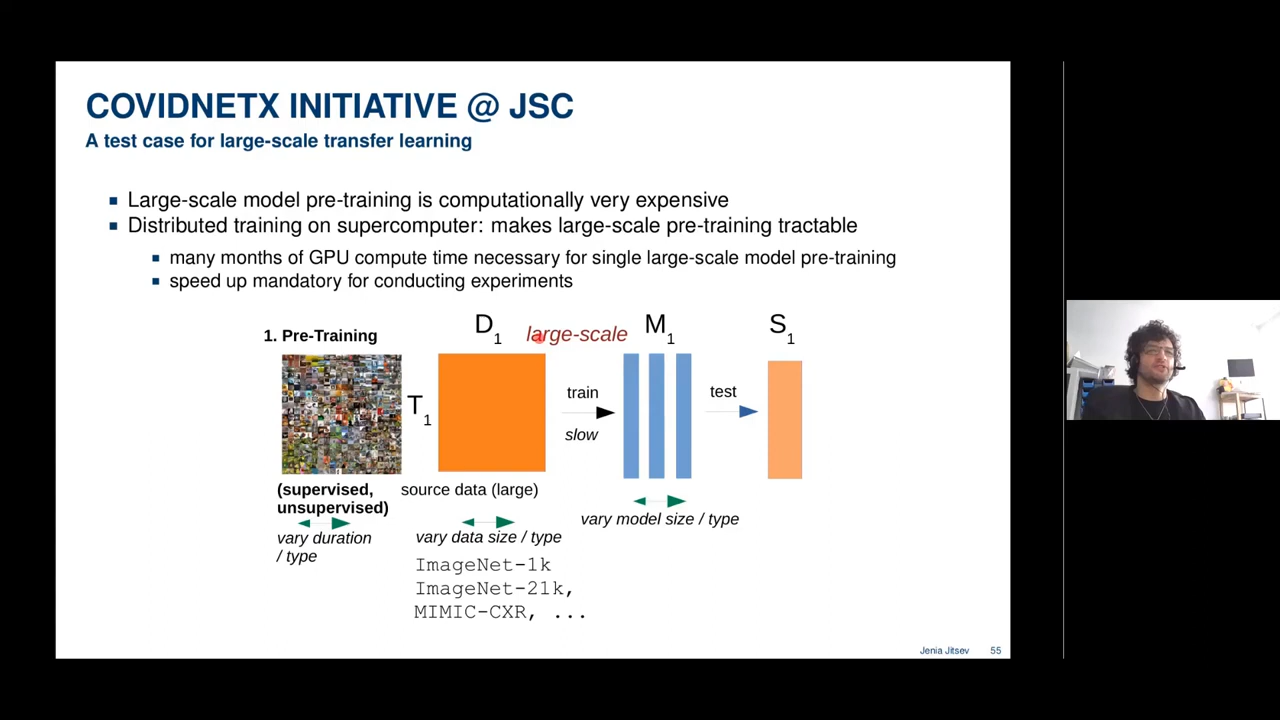 COVIDNETX INITIATIVE @ JSC
A test case for large-scale transfer learning
Large-scale model pre-training is computationally very expensive
Distributed training on supercomputer: makes large-scale pre-training tractable
many months of GPU compute time necessary for single large-scale model pre-training
speed up mandatory for conducting experiments
1. Pre-Training
D1
large-scale
M1
S1
T1
train
slow
test
(supervised,
unsupervised)
source data (large)
vary duration
/ type
vary data size / type
vary model size / type
ImageNet-1k
ImageNet-21k,
MIMIC-CXR, ...
Jenia Jitsev 55